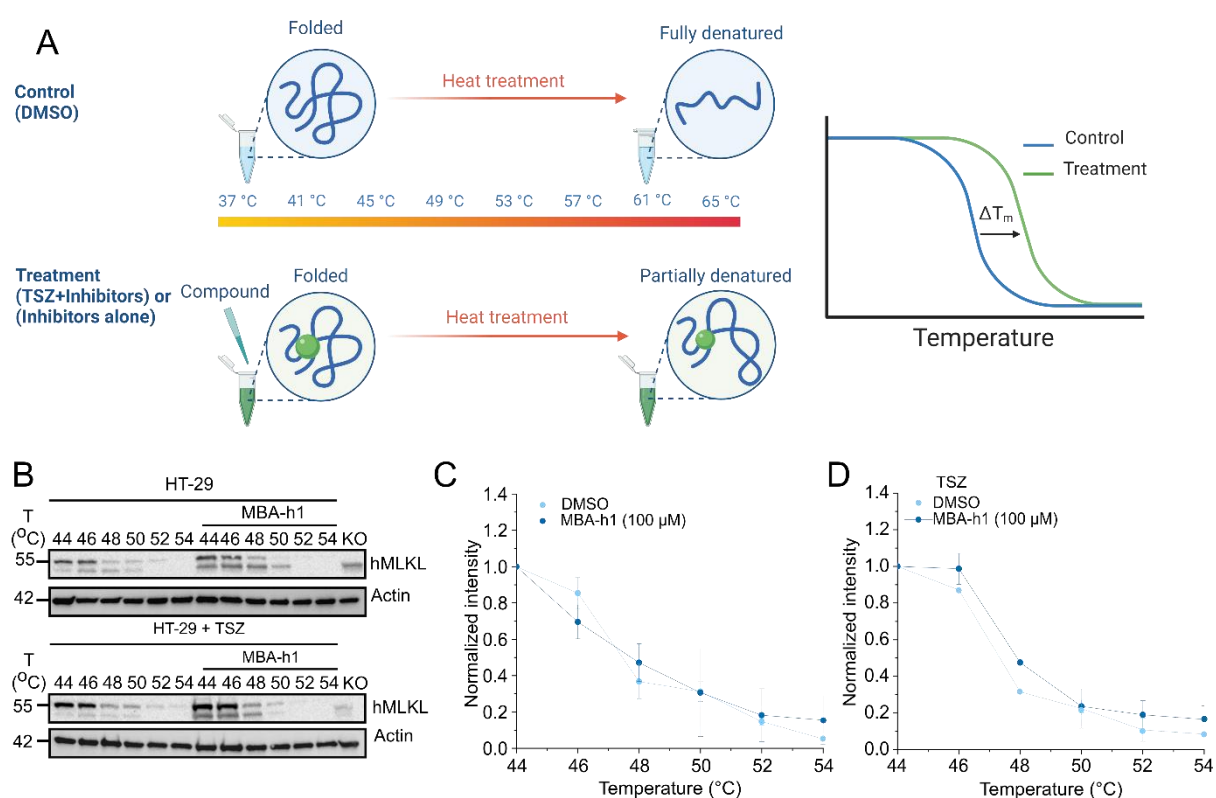 A
Folded
Fully denatured
Control
(DMSO)
Heat treatment
37 °C 41 °C 45 °C 49 °C 53 °C 57 °C 61 °C 65 °C
Treatment
(TSZ+Inhibitors) or
(Inhibitors alone)
Compound
Folded
Partially denatured
Heat treatment
Control
Treatment
ΔTm
Temperature
B
HT-29
T
(°C)
MBA-h1
44 46 48 50 52 54 44 46 48 50 52 54 KO
55
hMLKL
42
Actin
HT-29 + TSZ
T
(°C)
MBA-h1
44 46 48 50 52 54 44 46 48 50 52 54 KO
55
hMLKL
42
Actin
C
DMSO
MBA-h1 (100 µM)
Normalized intensity
1.4
1.2
1.0
0.8
0.6
0.4
0.2
0.0
44 46 48 50 52 54
Temperature (°C)
D
TSZ
DMSO
MBA-h1 (100 µM)
Normalized intensity
1.4
1.2
1.0
0.8
0.6
0.4
0.2
0.0
44 46 48 50 52 54
Temperature (°C)